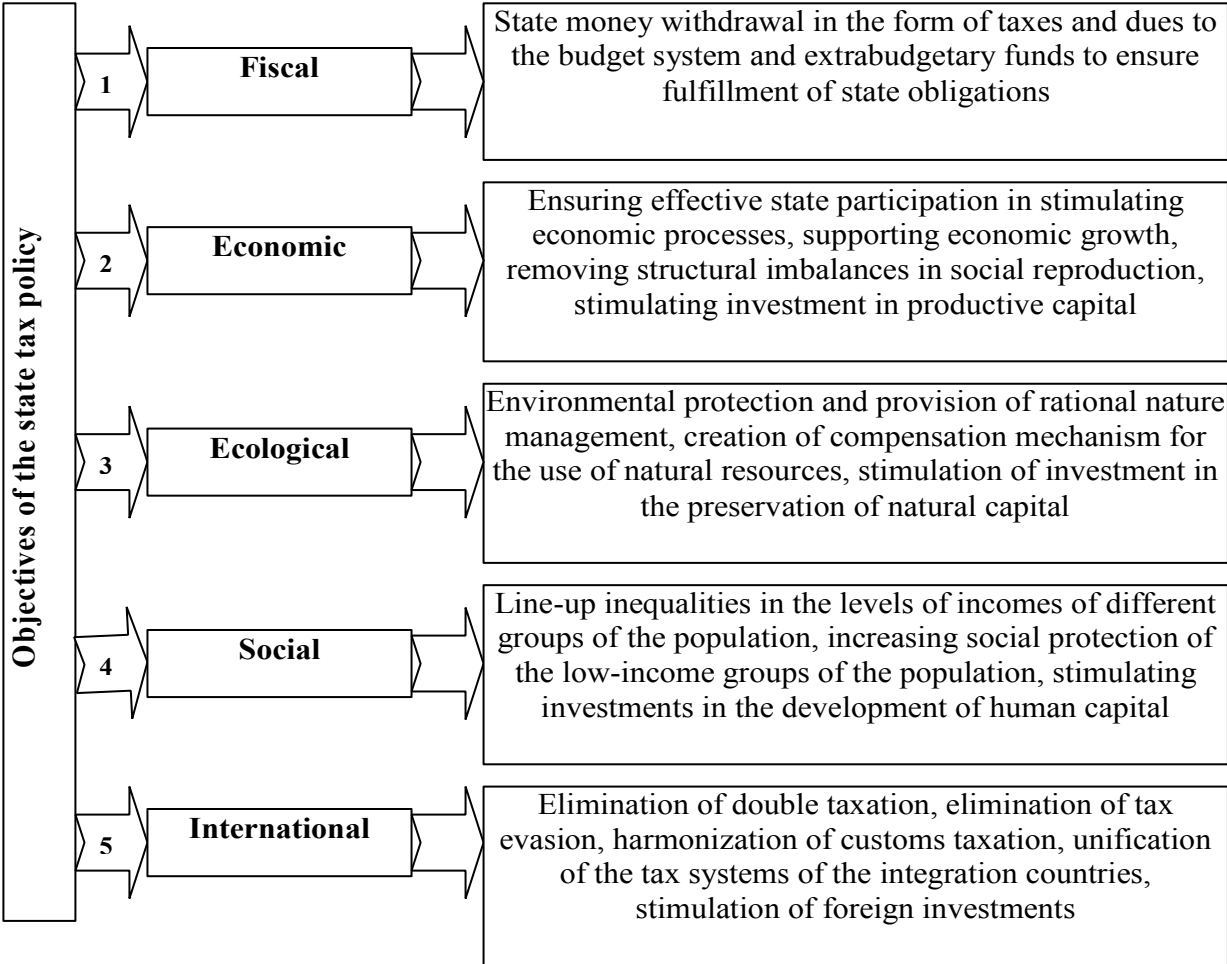 Objectives of the state tax policy
1
Fiscal
State money withdrawal in the form of taxes and dues to
the budget system and extrabudgetary funds to ensure
fulfillment of state obligations
2
Economic
Ensuring effective state participation in stimulating
economic processes, supporting economic growth,
removing structural imbalances in social reproduction,
stimulating investment in productive capital
3
Ecological
Environmental protection and provision of rational nature
management, creation of compensation mechanism for
the use of natural resources, stimulation of investment in
the preservation of natural capital
4
Social
Line-up inequalities in the levels of incomes of different
groups of the population, increasing social protection of
the low-income groups of the population, stimulating
investments in the development of human capital
5
International
Elimination of double taxation, elimination of tax
evasion, harmonization of customs taxation, unification
of the tax systems of the integration countries,
stimulation of foreign investments